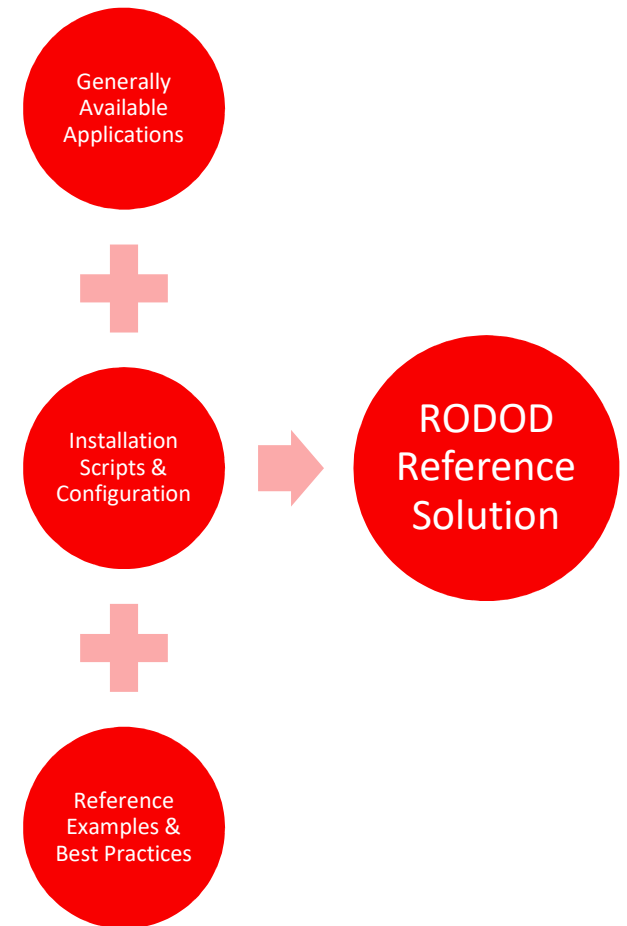 Generally
Available
Applications
Installation
Scripts &
Configuration
RODOD
Reference
Solution
Reference
Examples &
Best Practices